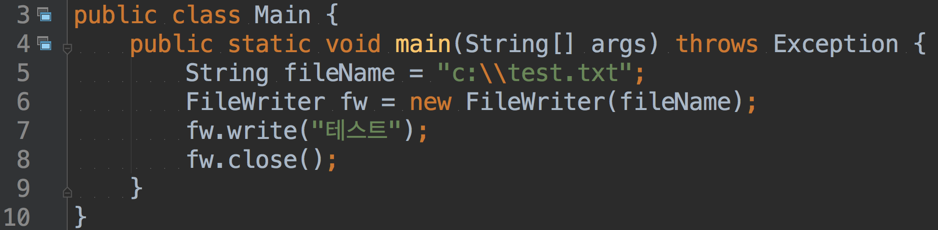 3 public class Main {
4     public static void main(String[] args) throws Exception {
5         String fileName = "c:\\test.txt";
6         FileWriter fw = new FileWriter(fileName);
7         fw.write("테스트");
8         fw.close();
9     }
10 }